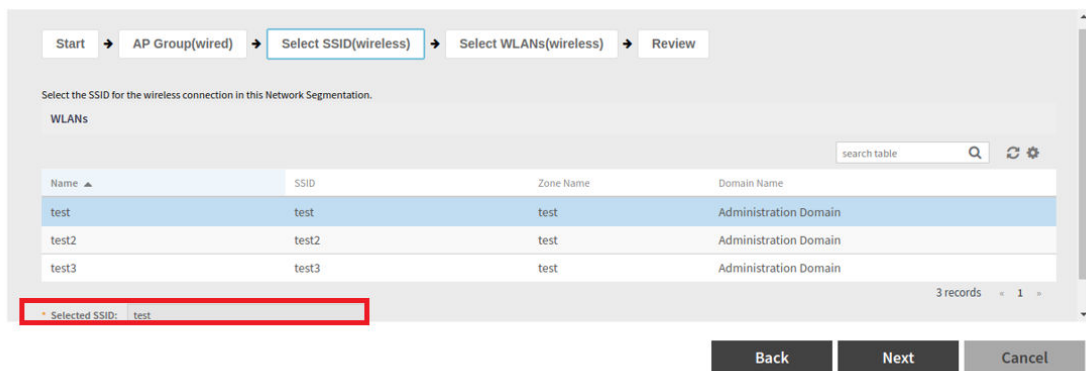 Start → AP Group(wired) → Select SSID(wireless) → Select WLANs(wireless) → Review
Select the SSID for the wireless connection in this Network Segmentation.
WLANs
search table
Name ▲ SSID Zone Name Domain Name
test test test Administration Domain
test2 test2 test Administration Domain
test3 test3 test Administration Domain
3 records « 1 »
* Selected SSID: test
Back Next Cancel